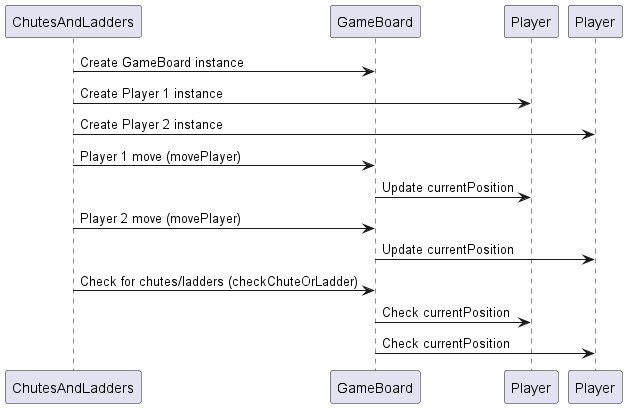 ChutesAndLadders GameBoard Player Player
Create GameBoard instance
Create Player 1 instance
Create Player 2 instance
Player 1 move (movePlayer)
Update currentPosition
Player 2 move (movePlayer)
Update currentPosition
Check for chutes/ladders (checkChuteOrLadder)
Check currentPosition
Check currentPosition
ChutesAndLadders GameBoard Player Player